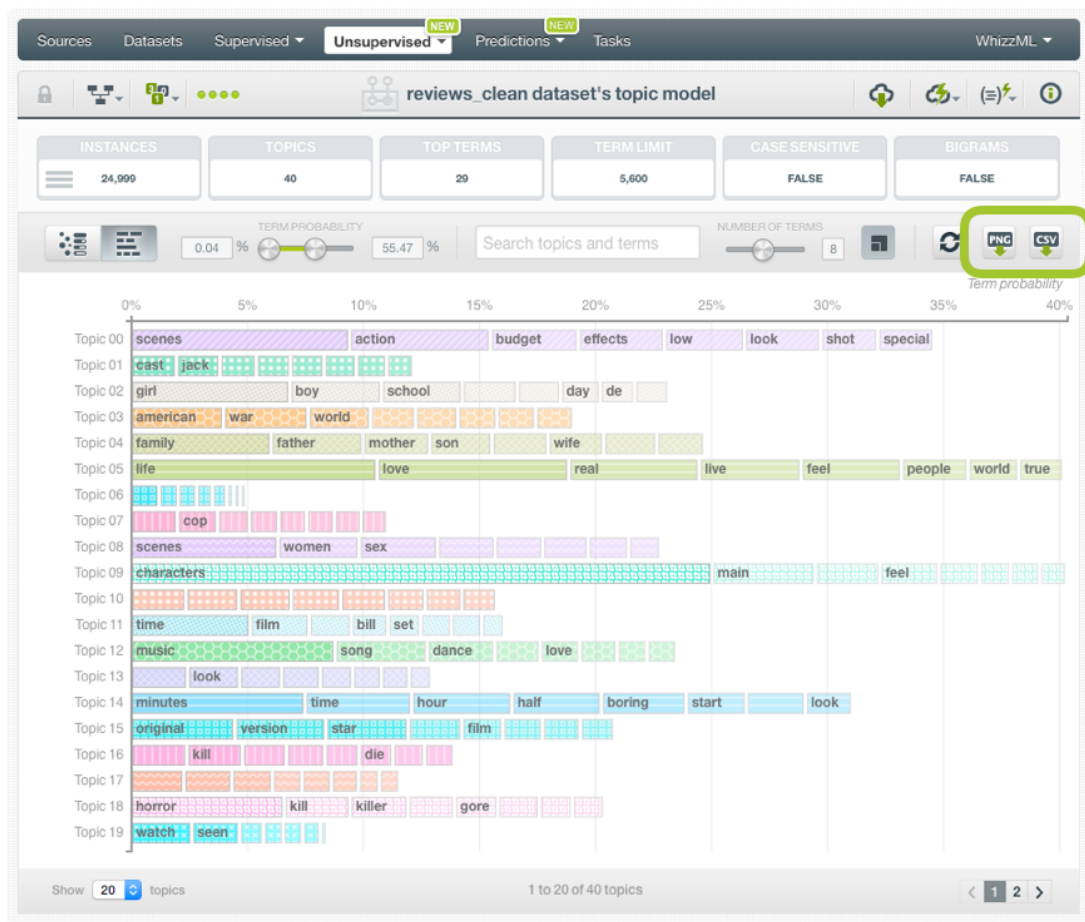 NEW NEW
Sources Datasets Supervised Unsupervised Predictions Tasks WhizzML
reviews_clean dataset's topic model
INSTANCES TOPICS TOP TERMS TERM LIMIT CASE SENSITIVE BIGRAMS
24,999 40 29 5,600 FALSE FALSE
TERM PROBABILITY NUMBER OF TERMS
0.04 % 55.47 % Search topics and terms 8 PNG CSV
Term probability
0% 5% 10% 15% 20% 25% 30% 35% 40%
Topic 00 scenes action budget effects low look shot special
Topic 01 cast jack
Topic 02 girl boy school day de
Topic 03 american war world
Topic 04 family father mother son wife
Topic 05 life love real live feel people world true
Topic 06
Topic 07 cop
Topic 08 scenes women sex
Topic 09 characters main feel
Topic 10
Topic 11 time film bill set
Topic 12 music song dance love
Topic 13 look
Topic 14 minutes time hour half boring start look
Topic 15 original version star film
Topic 16 kill die
Topic 17
Topic 18 horror kill killer gore
Topic 19 watch seen
Show 20 topics 1 to 20 of 40 topics < 1 2 >